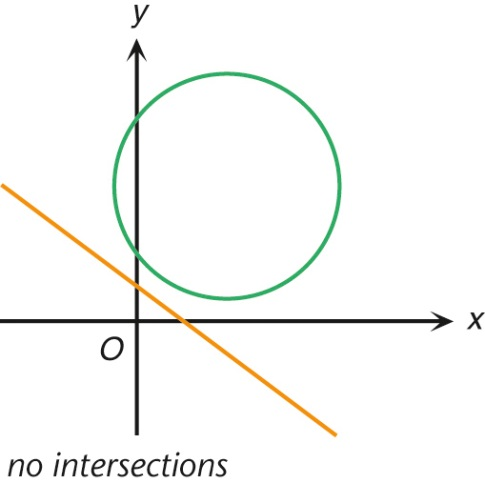 y
x
O
no intersections